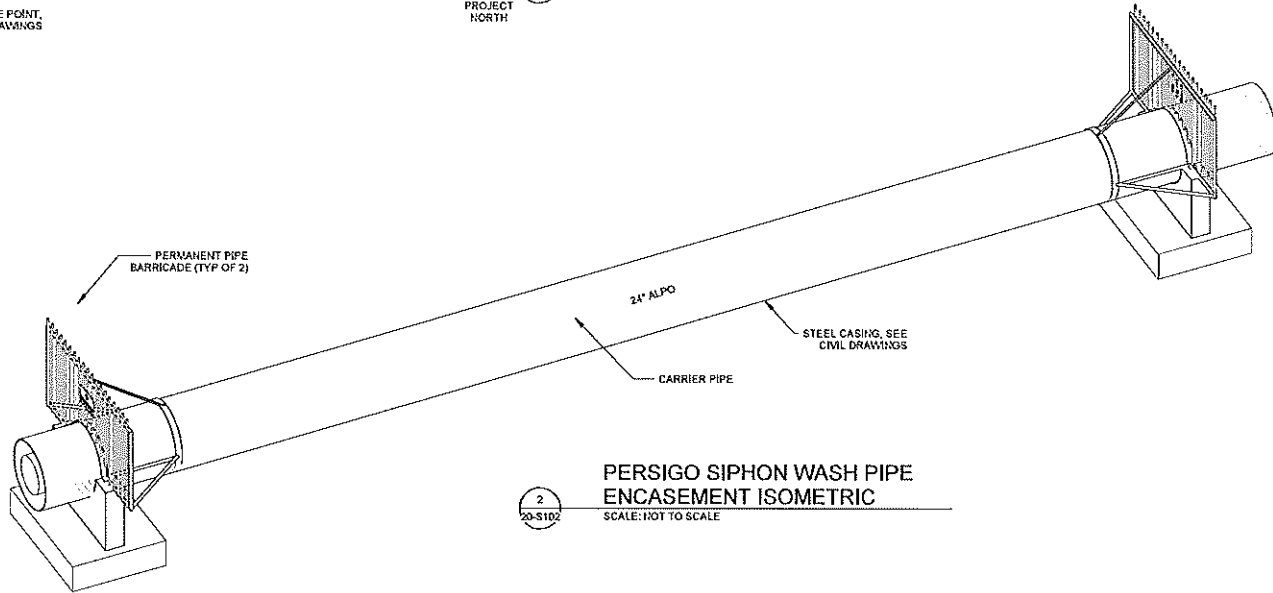 E POINT,
AWINGS
PROJECT
NORTH
PERMANENT PIPE
BARRICADE (TYP OF 2)
24" ALPO
STEEL CASING, SEE
CIVIL DRAWINGS
CARRIER PIPE
2
20-S102
PERSIGO SIPHON WASH PIPE
ENCASEMENT ISOMETRIC
SCALE: NOT TO SCALE